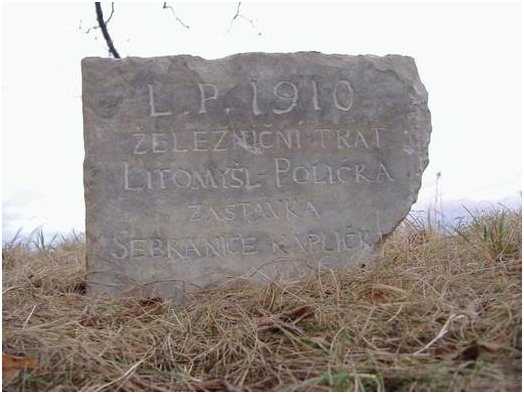 L.P. 1910
ŽELEZNIČNÍ TRAŤ
LITOMYŠL-POLIČKA
ZASTÁVKA
SEBRANICE KAPLIČKA